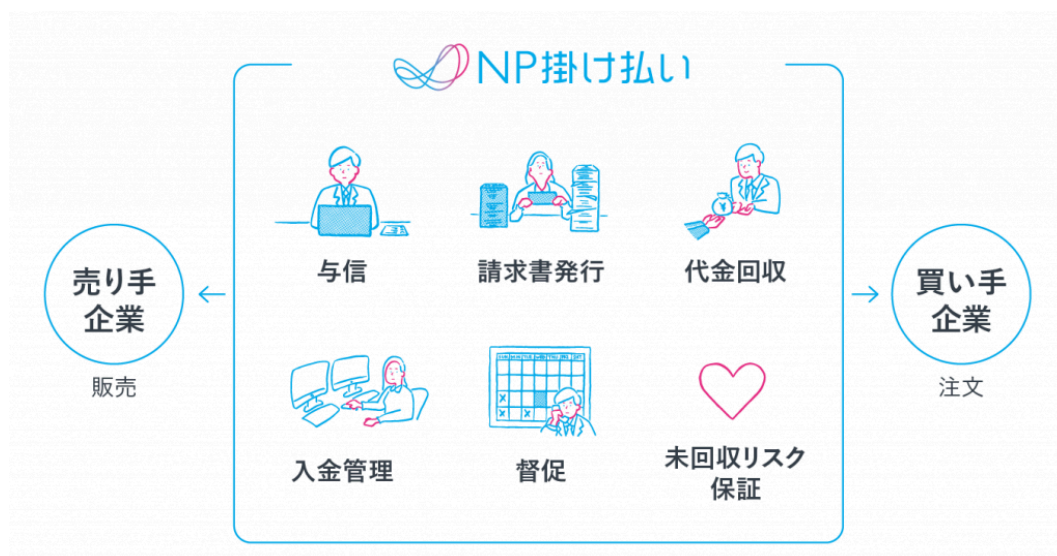 NP掛け払い
与信
請求書発行
代金回収
売り手
企業
販売
買い手
企業
注文
入金管理
督促
未回収リスク
保証